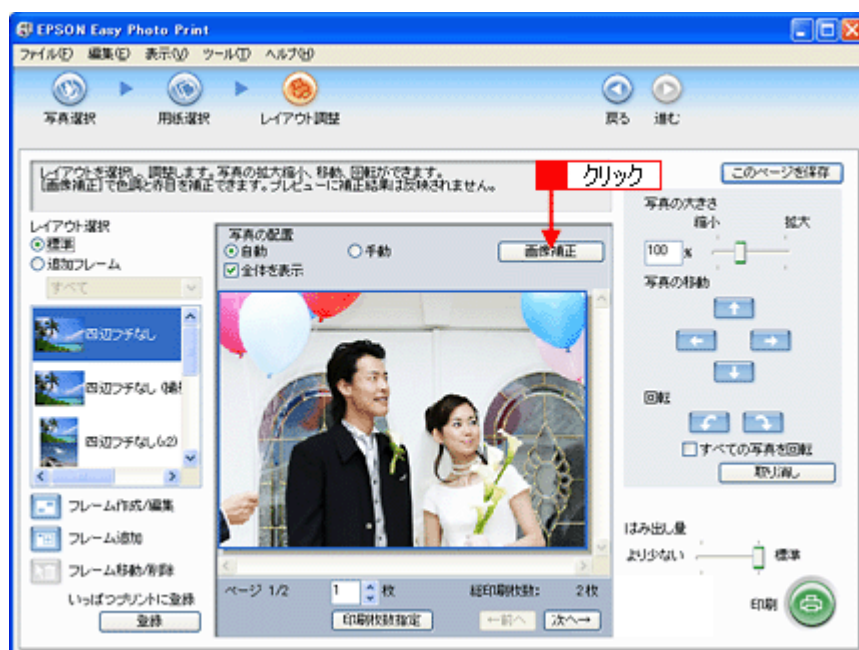 EPSON Easy Photo Print
ファイル(F) 編集(E) 表示(V) ツール(T) ヘルプ(H)
写真選択 用紙選択 レイアウト調整 戻る 進む
レイアウトを選択し、調整します。写真の拡大縮小、移動、回転ができます。
[画像補正]で色調と赤目を補正できます。プレビューに補正結果は反映されません。
クリック
このページを保存
レイアウト選択
標準
追加フレーム
すべて
四辺フチなし
四辺フチなし
四辺フチなし(x2)
フレーム作成/編集
フレーム追加
フレーム移動/削除
いっぱつプリントに登録
登録
写真の配置
自動 手動 画像補正
全体を表示
ページ 1/2 1 枚 総印刷枚数: 2枚
印刷枚数指定 ←前へ 次へ→
写真の大きさ
縮小 拡大
100 %
写真の移動
回転
すべての写真を回転
取り消し
はみ出し量
より少ない 標準
印刷